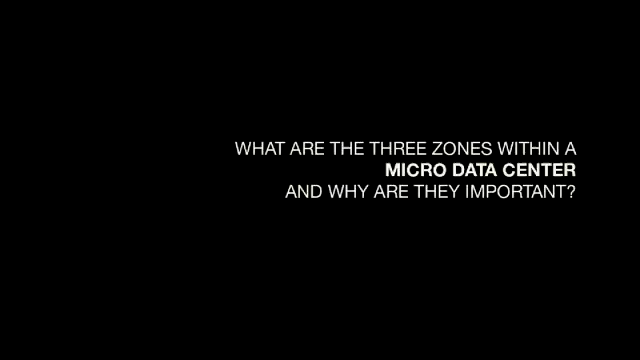 WHAT ARE THE THREE ZONES WITHIN A
MICRO DATA CENTER
AND WHY ARE THEY IMPORTANT?